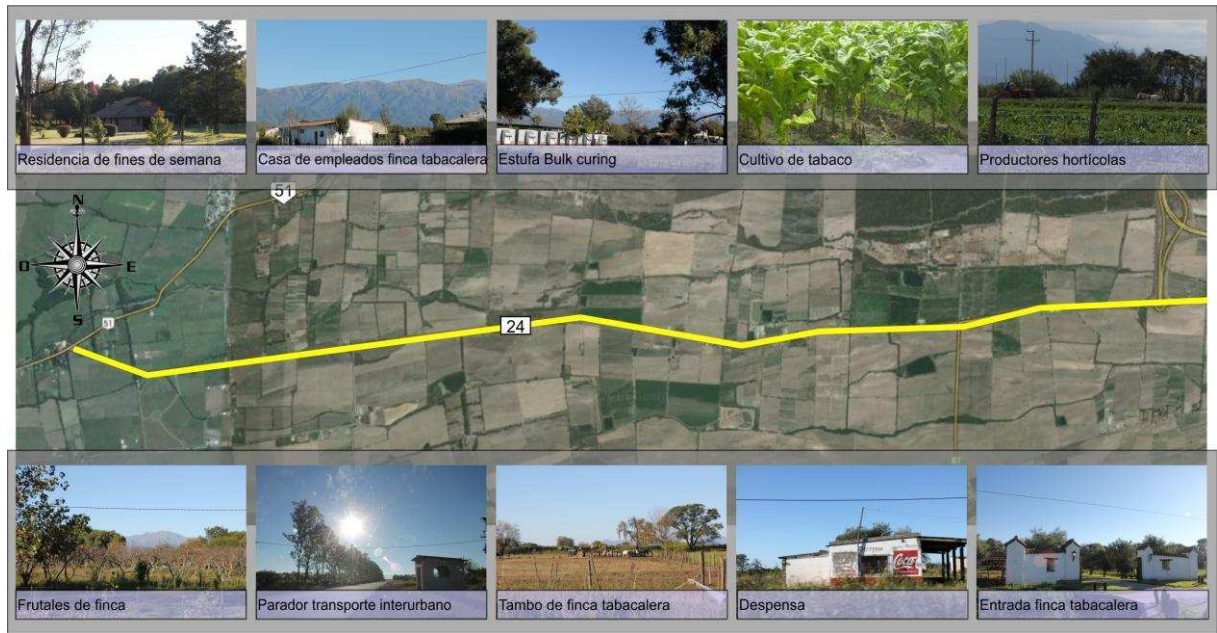 Residencia de fines de semana
Casa de empleados finca tabacalera
Estufa Bulk curing
Cultivo de tabaco
Productores hortícolas
51
N
O
E
S
51
24
Frutales de finca
Parador transporte interurbano
Tambo de finca tabacalera
Despensa
Coca
Entrada finca tabacalera